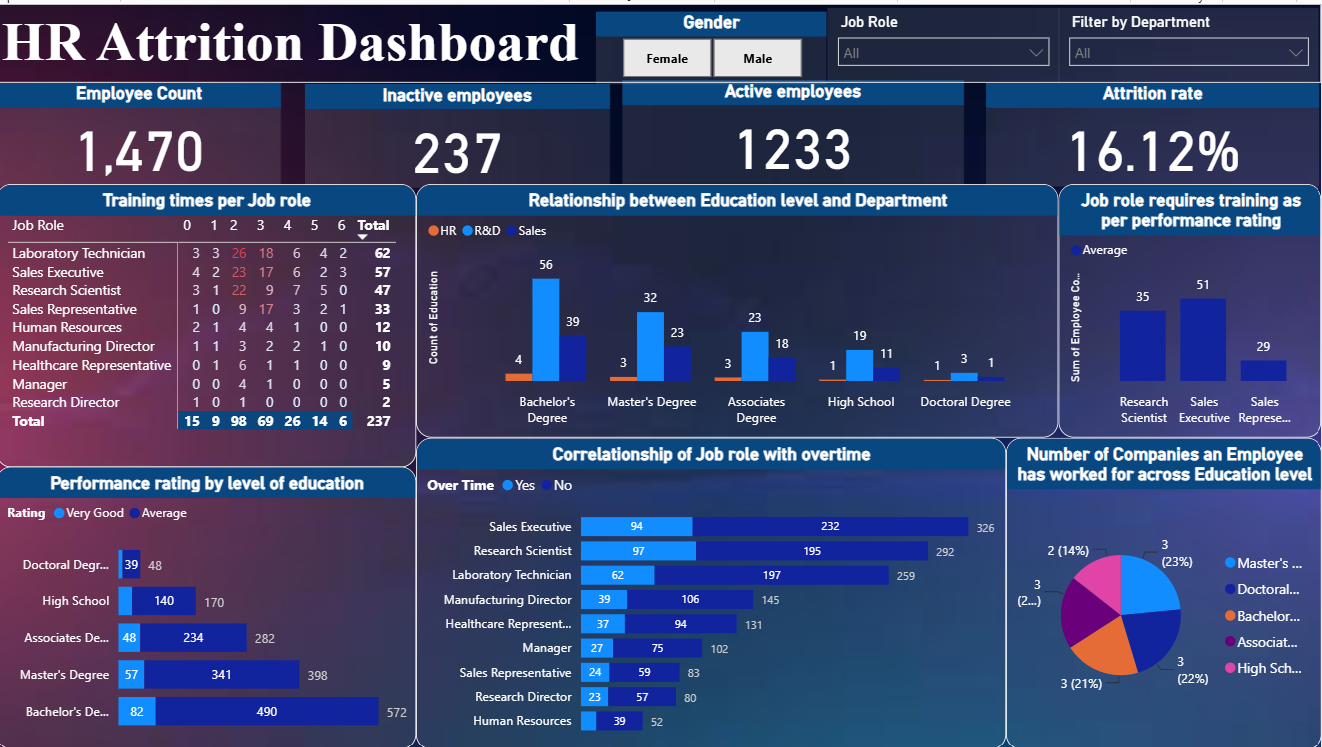 HR Attrition Dashboard
Gender
Female Male
Job Role
All
Filter by Department
All
Employee Count
1,470
Inactive employees
237
Active employees
1233
Attrition rate
16.12%
Training times per Job role
Job Role 0 1 2 3 4 5 6 Total
Laboratory Technician 3 3 26 18 6 4 2 62
Sales Executive 4 2 23 17 6 2 3 57
Research Scientist 3 1 22 9 7 5 0 47
Sales Representative 1 0 9 17 3 2 1 33
Human Resources 2 1 4 4 1 0 0 12
Manufacturing Director 1 1 3 2 2 1 0 10
Healthcare Representative 0 1 6 1 1 0 0 9
Manager 0 0 4 1 0 0 0 5
Research Director 1 0 1 0 0 0 0 2
Total 15 9 98 69 26 14 6 237
Relationship between Education level and Department
HR R&D Sales
Count of Education
4 56 39
3 32 23
3 23 18
1 19 11
1 3 1
Bachelor's
Degree
Master's Degree
Associates
Degree
High School
Doctoral Degree
Job role requires training as
per performance rating
Average
Sum of Employee Co...
35
51
29
Research
Scientist
Sales
Executive
Sales
Represe...
Performance rating by level of education
Rating Very Good Average
Doctoral Degr... 39 48
High School 140 170
Associates De... 48 234 282
Master's Degree 57 341 398
Bachelor's De... 82 490 572
Correlationship of Job role with overtime
Over Time Yes No
Sales Executive 94 232 326
Research Scientist 97 195 292
Laboratory Technician 62 197 259
Manufacturing Director 39 106 145
Healthcare Represent... 37 94 131
Manager 27 75 102
Sales Representative 24 59 83
Research Director 23 57 80
Human Resources 39 52
Number of Companies an Employee
has worked for across Education level
3
(23%)
3
(22%)
3 (21%)
3
(2...)
2 (14%)
Master's ...
Doctoral...
Bachelor...
Associat...
High Sch...